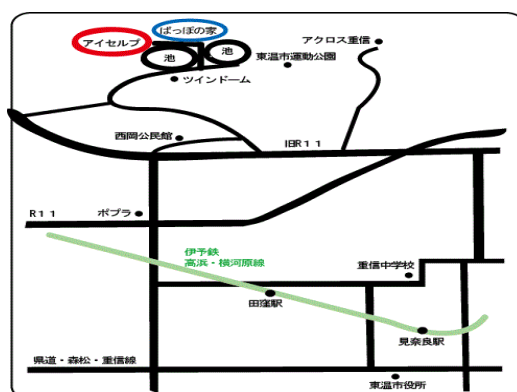 ぱっぽの家
アクロス重信
アイセルブ
池
池
東温市運動公園
ツインドーム
西岡公民館
旧R11
R11
ポプラ
伊予鉄
高浜・横河原線
重信中学校
田窪駅
見奈良駅
県道・森松・重信線
東温市役所